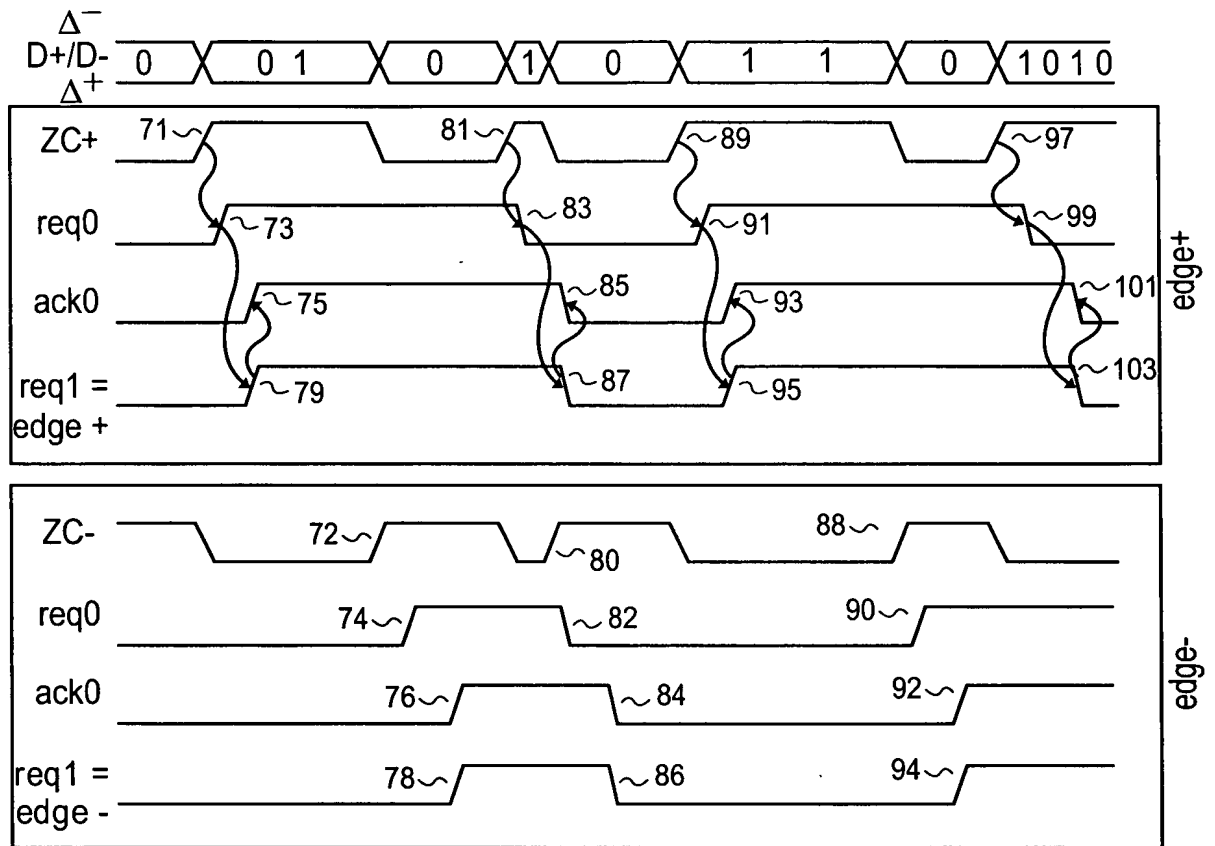 Δ−
D+/D- 0 0 1 0 1 0 1 1 0 1 0 1 0
Δ+
ZC+ 71 81 89 97
req0 73 83 91 99
ack0 75 85 93 101
req1 = 79 87 95 103
edge +
edge+
ZC- 72 80 88
req0 74 82 90
ack0 76 84 92
req1 = 78 86 94
edge -
edge-